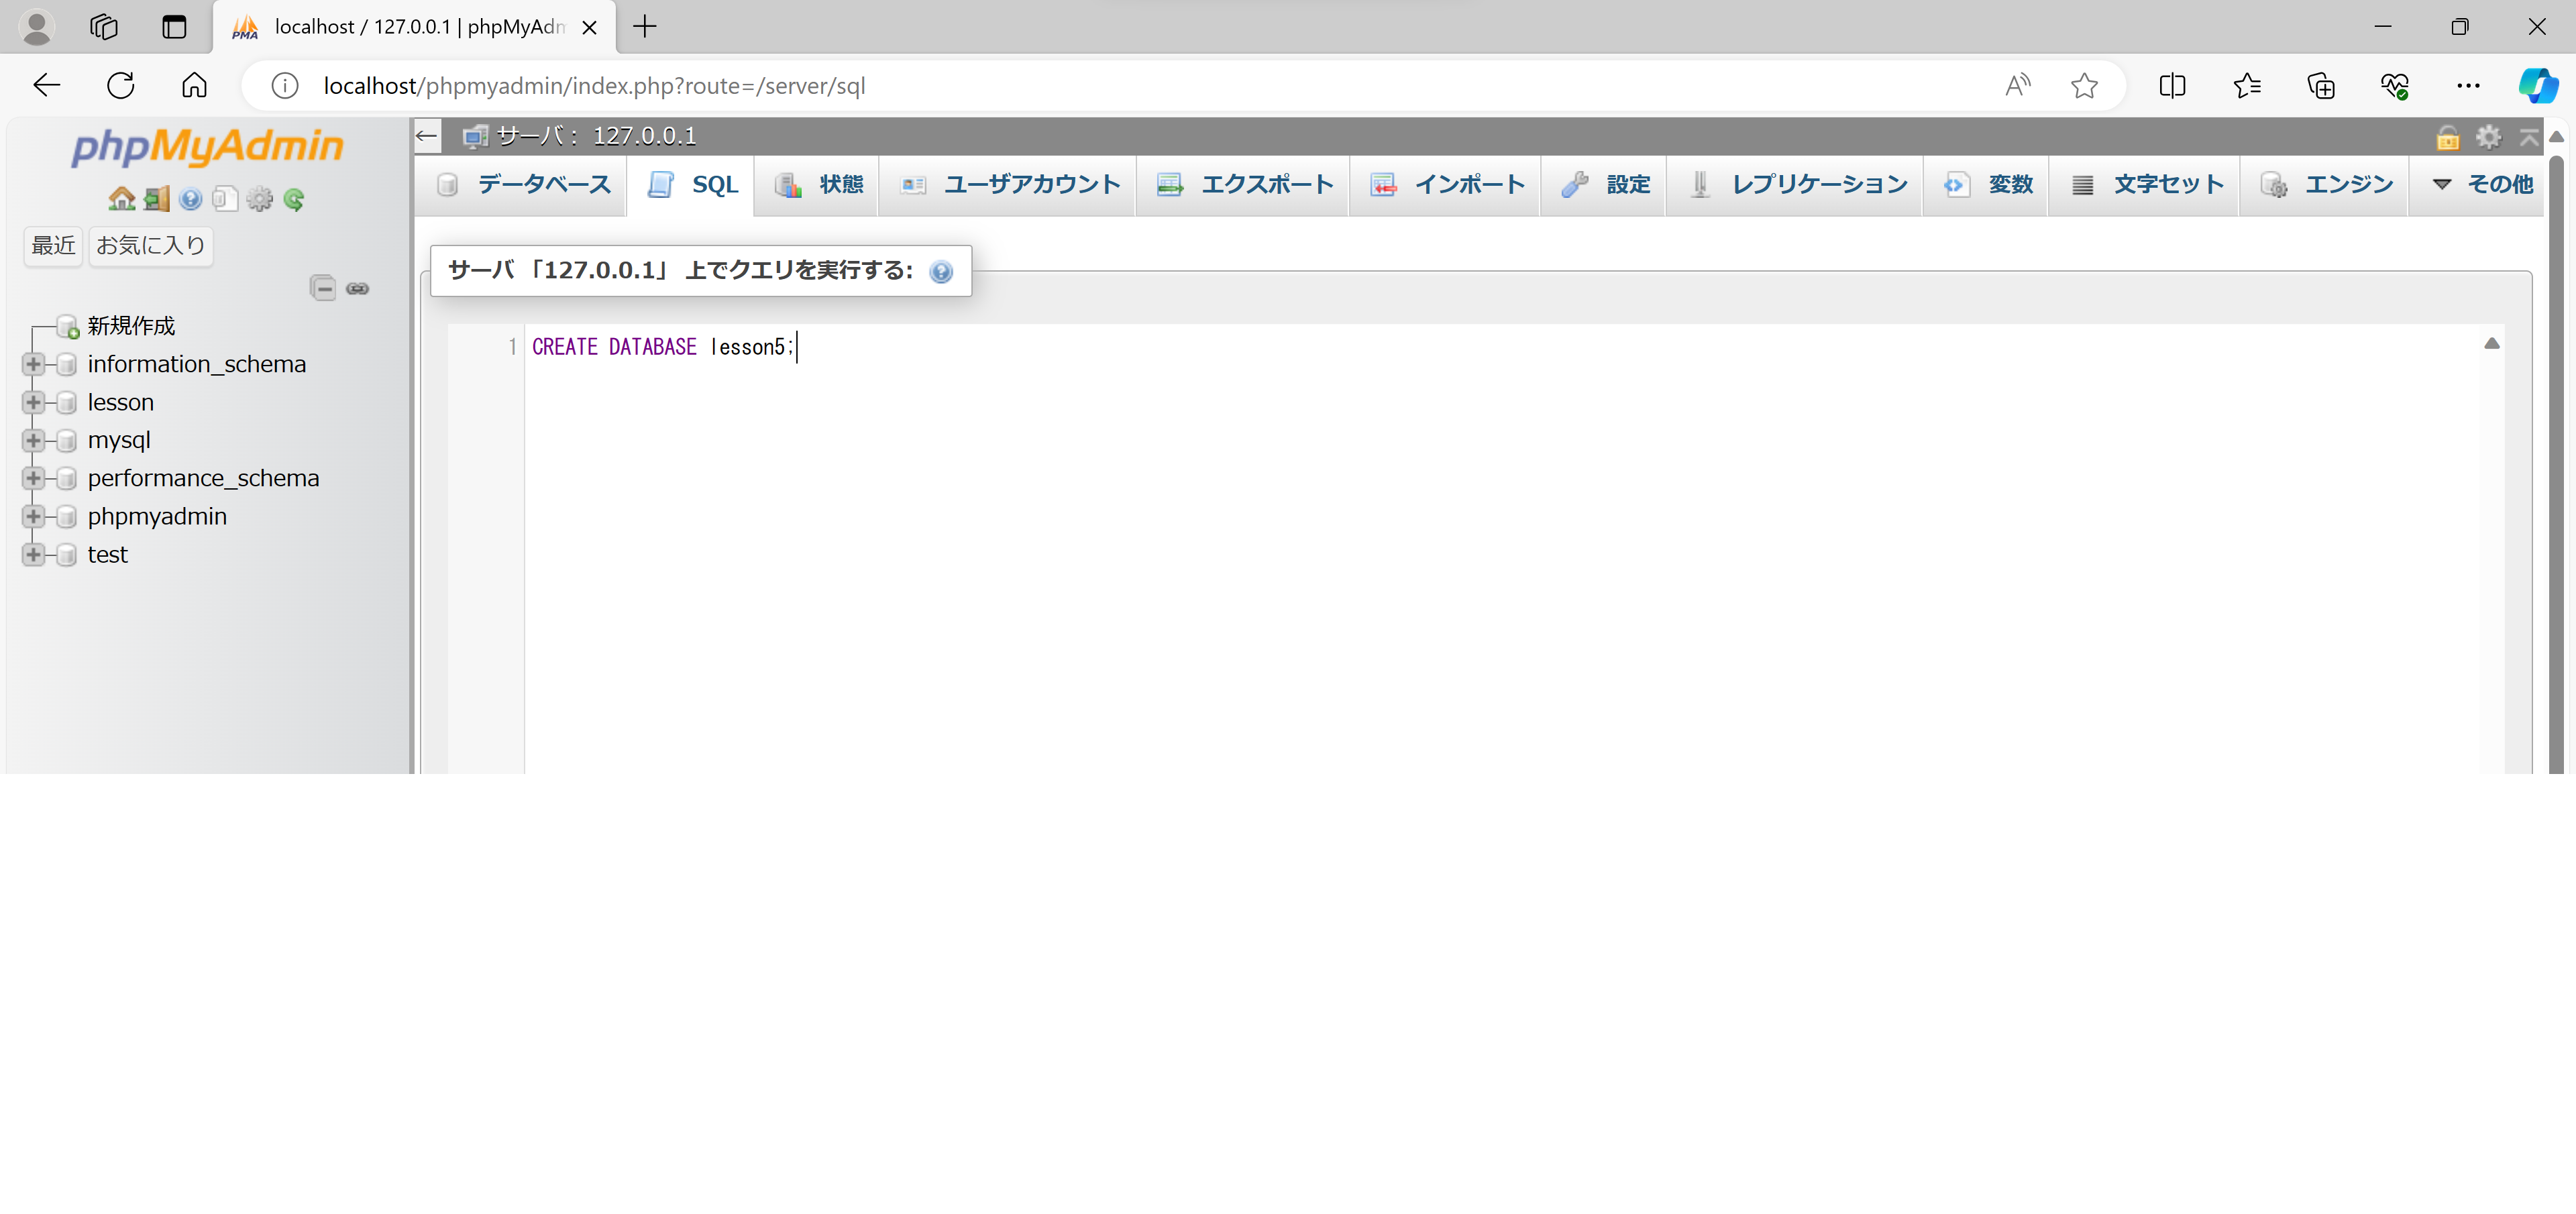 localhost / 127.0.0.1 | phpMyAdm
localhost/phpmyadmin/index.php?route=/server/sql
phpMyAdmin
サーバ： 127.0.0.1
データベース SQL 状態 ユーザアカウント エクスポート インポート 設定 レプリケーション 変数 文字セット エンジン その他
最近 お気に入り
サーバ 「127.0.0.1」 上でクエリを実行する:
新規作成
information_schema
lesson
mysql
performance_schema
phpmyadmin
test
1 CREATE DATABASE lesson5;